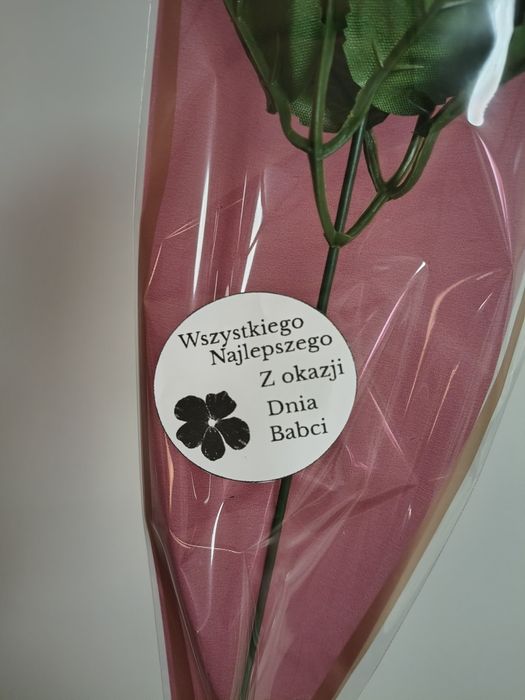 Wszystkiego
Najlepszego
Z okazji
Dnia
Babci